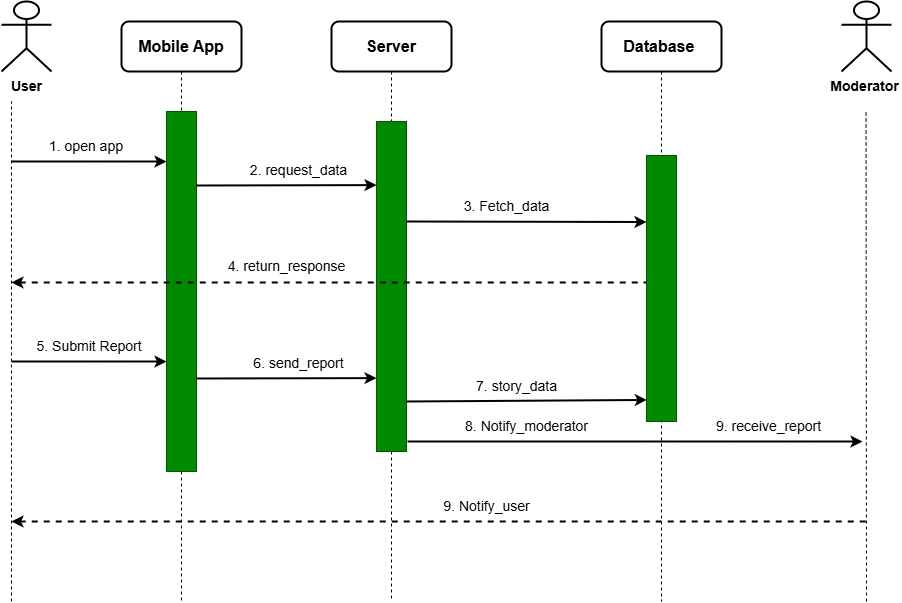 Mobile App
Server
Database
User
Moderator
1. open app
2. request_data
3. Fetch_data
4. return_response
5. Submit Report
6. send_report
7. story_data
8. Notify_moderator
9. receive_report
9. Notify_user